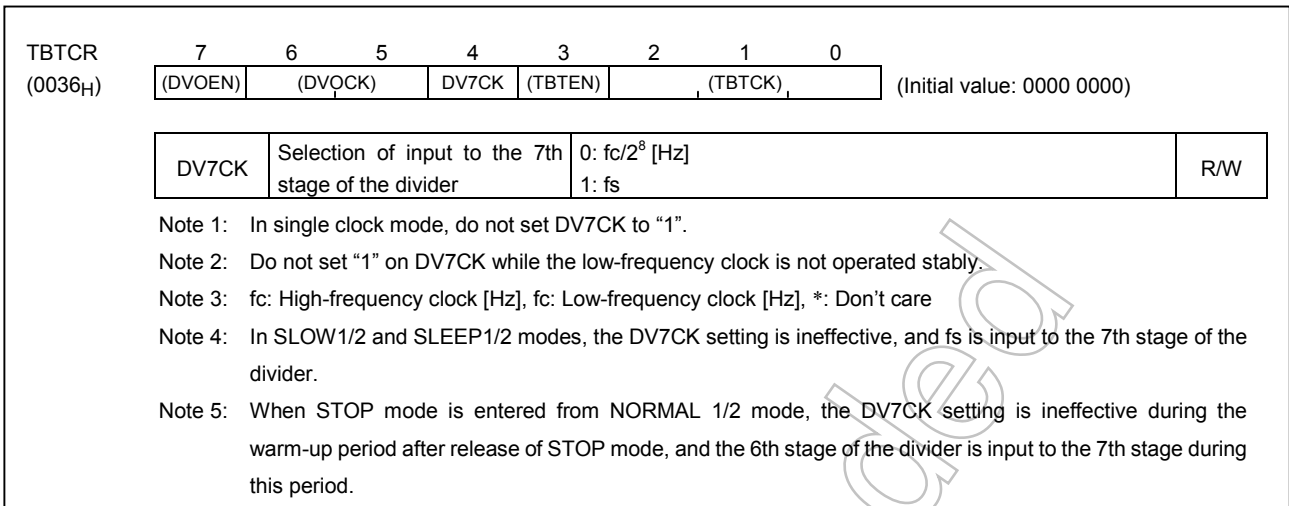 TBTCR 7 6 5 4 3 2 1 0
(0036H) (DVOEN) (DVOCK) DV7CK (TBTEN) (TBTCK) (Initial value: 0000 0000)
DV7CK Selection of input to the 7th stage of the divider 0: fc/2⁸ [Hz] 1: fs R/W
Note 1: In single clock mode, do not set DV7CK to “1”.
Note 2: Do not set “1” on DV7CK while the low-frequency clock is not operated stably.
Note 3: fc: High-frequency clock [Hz], fc: Low-frequency clock [Hz], *: Don’t care
Note 4: In SLOW1/2 and SLEEP1/2 modes, the DV7CK setting is ineffective, and fs is input to the 7th stage of the
divider.
Note 5: When STOP mode is entered from NORMAL 1/2 mode, the DV7CK setting is ineffective during the
warm-up period after release of STOP mode, and the 6th stage of the divider is input to the 7th stage during
this period.
ded